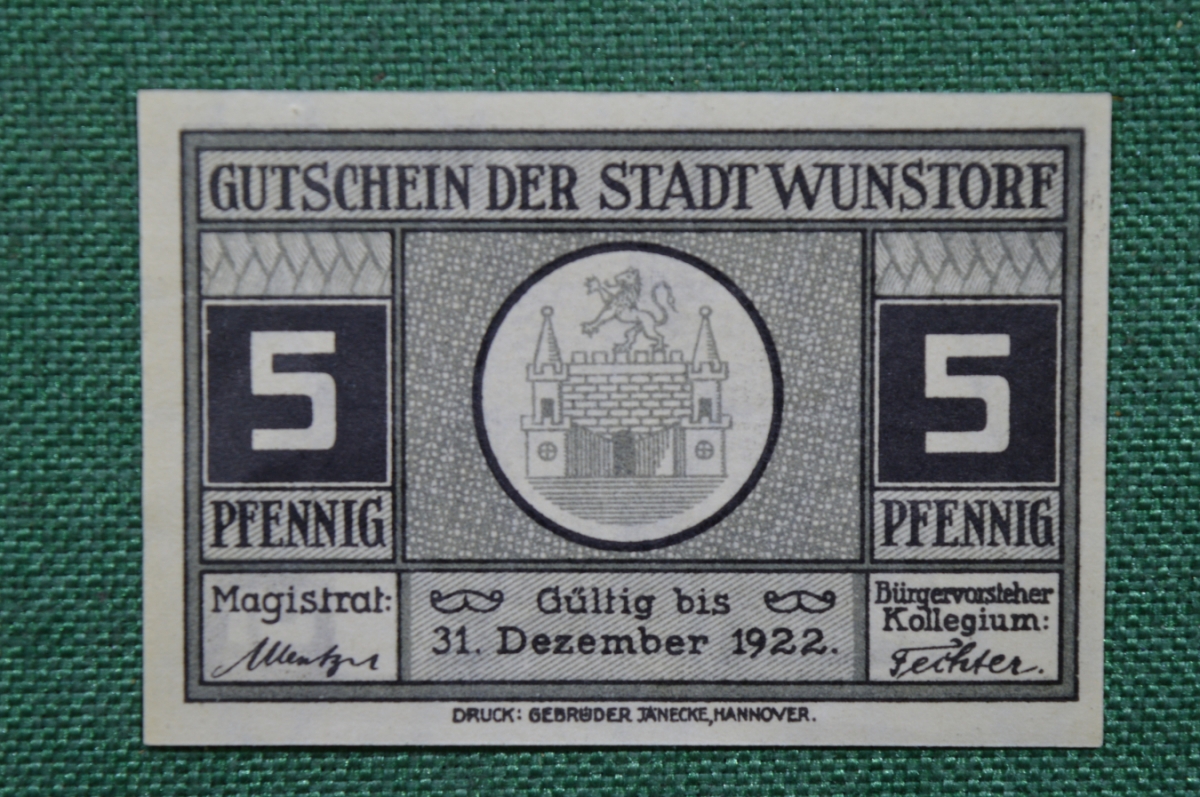 GUTSCHEIN DER STADT WUNSTORF
5
5
PFENNIG
PFENNIG
Magistrat:
Gültig bis
31. Dezember 1922.
Bürgervorsteher
Kollegium:
Fechter.
DRUCK: GEBRÜDER JÄNECKE, HANNOVER.